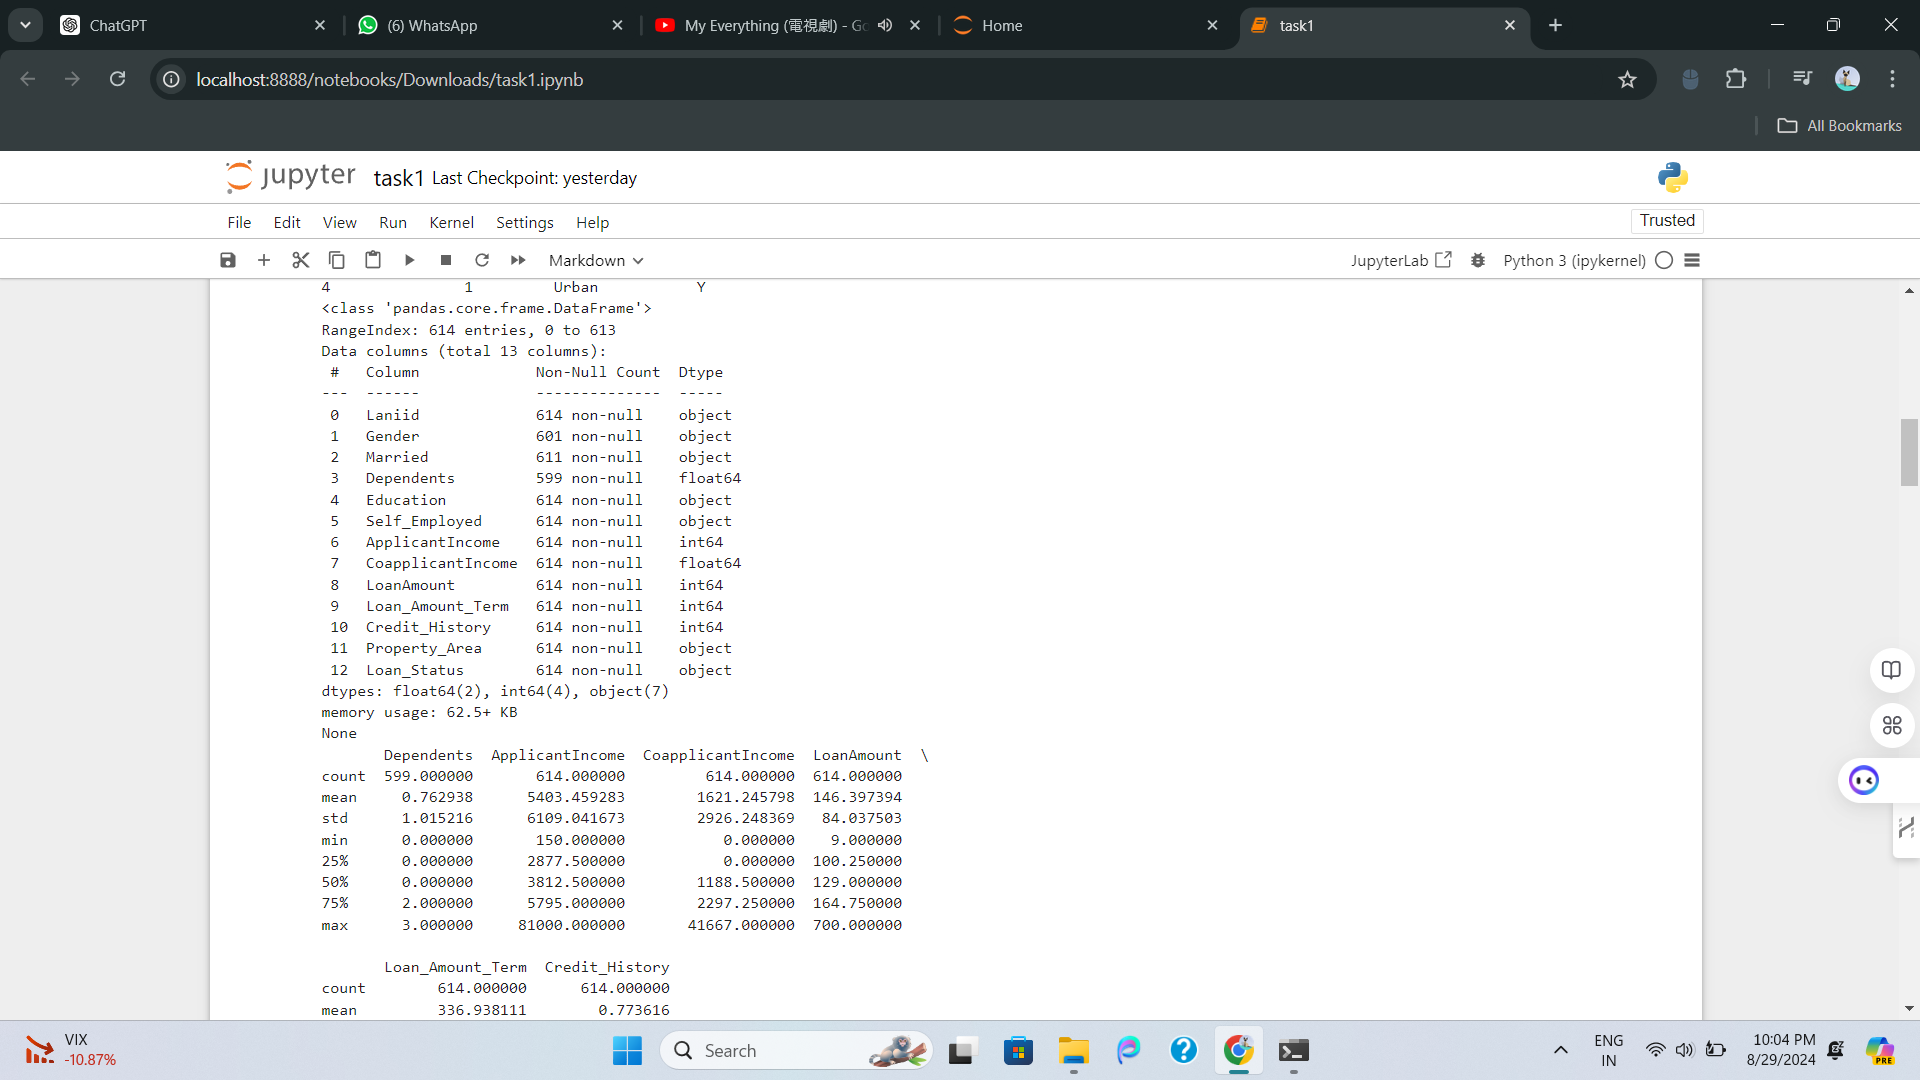 ChatGPT
(6) WhatsApp
My Everything (電視劇) - Go
Home
task1
localhost:8888/notebooks/Downloads/task1.ipynb
All Bookmarks
jupyter task1 Last Checkpoint: yesterday
File Edit View Run Kernel Settings Help
Trusted
Markdown
JupyterLab
Python 3 (ipykernel)
4 1 Urban Y
<class 'pandas.core.frame.DataFrame'>
RangeIndex: 614 entries, 0 to 613
Data columns (total 13 columns):
# Column Non-Null Count Dtype
--- ------ -------------- -----
0 Laniid 614 non-null object
1 Gender 601 non-null object
2 Married 611 non-null object
3 Dependents 599 non-null float64
4 Education 614 non-null object
5 Self_Employed 614 non-null object
6 ApplicantIncome 614 non-null int64
7 CoapplicantIncome 614 non-null float64
8 LoanAmount 614 non-null int64
9 Loan_Amount_Term 614 non-null int64
10 Credit_History 614 non-null int64
11 Property_Area 614 non-null object
12 Loan_Status 614 non-null object
dtypes: float64(2), int64(4), object(7)
memory usage: 62.5+ KB
None
Dependents ApplicantIncome CoapplicantIncome LoanAmount \
count 599.000000 614.000000 614.000000 614.000000
mean 0.762938 5403.459283 1621.245798 146.397394
std 1.015216 6109.041673 2926.248369 84.037503
min 0.000000 150.000000 0.000000 9.000000
25% 0.000000 2877.500000 0.000000 100.250000
50% 0.000000 3812.500000 1188.500000 129.000000
75% 2.000000 5795.000000 2297.250000 164.750000
max 3.000000 81000.000000 41667.000000 700.000000
Loan_Amount_Term Credit_History
count 614.000000 614.000000
mean 336.938111 0.773616
VIX
-10.87%
Search
PRE
ENG
IN
10:04 PM
8/29/2024